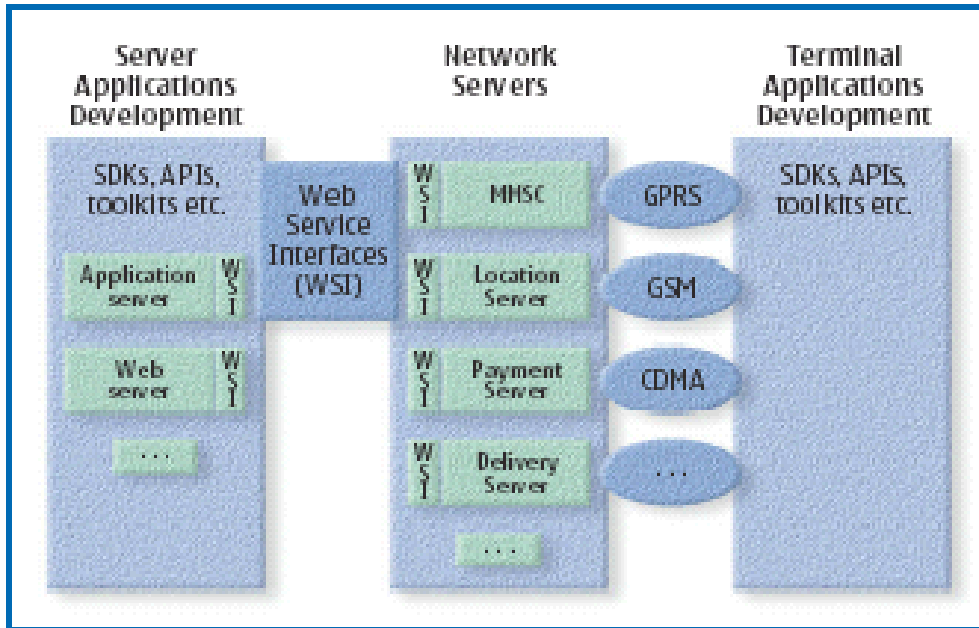 Server
Applications
Development
SDKs, APIs,
toolkits etc.
Application
server
W
S
I
Web
server
W
S
I
...
Web
Service
Interfaces
(WSI)
Network
Servers
W
S
I
MMSC
W
S
I
Location
Server
W
S
I
Payment
Server
W
S
I
Delivery
Server
...
GPRS
GSM
CDMA
...
Terminal
Applications
Development
SDKs, APIs,
toolkits etc.